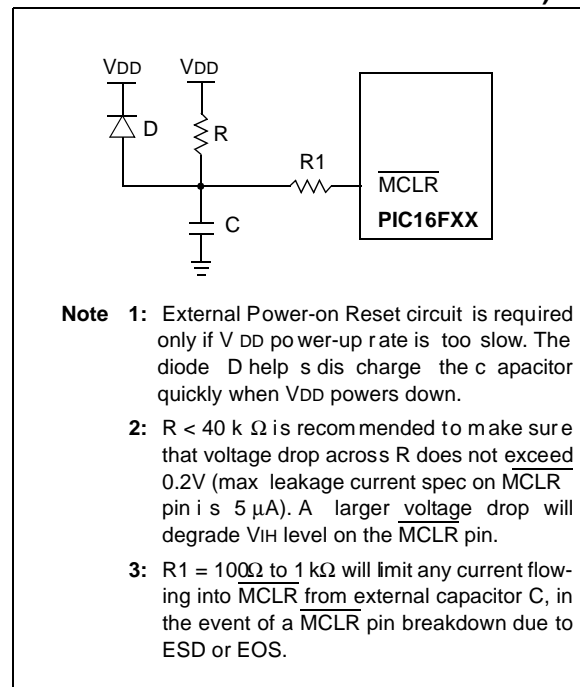 VDD VDD
D
R
R1
MCLR
PIC16FXX
C
Note 1: External Power-on Reset circuit is required
only if V DD power-up rate is too slow. The
diode D help s dis charge the c apacitor
quickly when VDD powers down.
2: R < 40 k Ω is recommended to make sure
that voltage drop across R does not exceed
0.2V (max leakage current spec on MCLR
pin is 5 μA). A larger voltage drop will
degrade VIH level on the MCLR pin.
3: R1 = 100Ω to 1 kΩ will limit any current flow-
ing into MCLR from external capacitor C, in
the event of a MCLR pin breakdown due to
ESD or EOS.